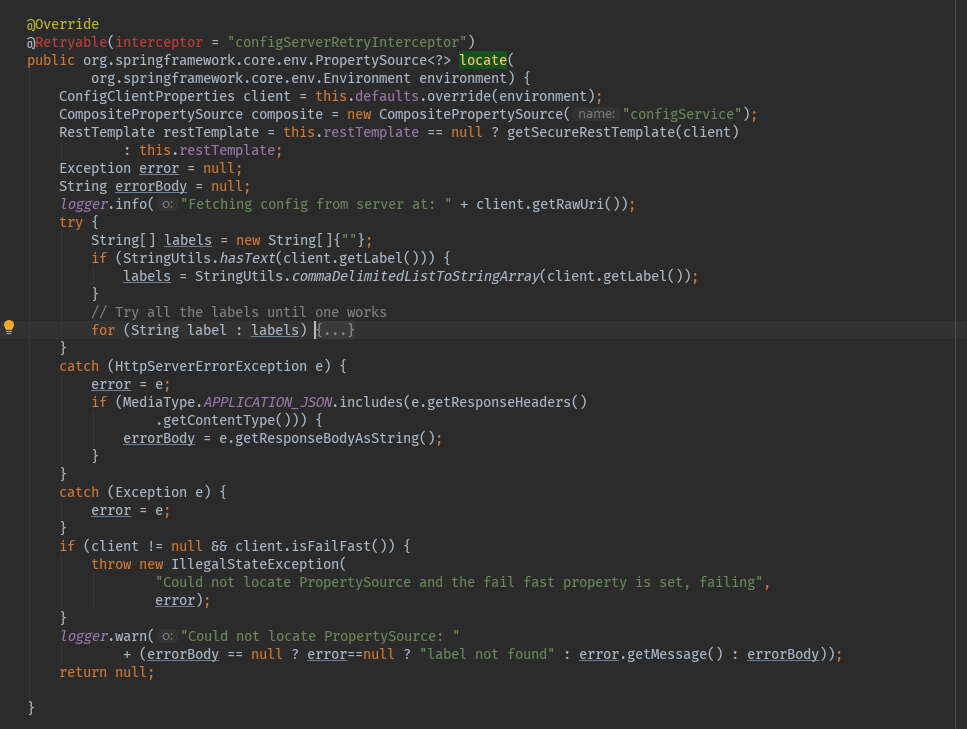 @Override
@Retryable(interceptor = "configServerRetryInterceptor")
public org.springframework.core.env.PropertySource<?> locate(
        org.springframework.core.env.Environment environment) {
    ConfigClientProperties client = this.defaults.override(environment);
    CompositePropertySource composite = new CompositePropertySource( name: "configService");
    RestTemplate restTemplate = this.restTemplate == null ? getSecureRestTemplate(client)
            : this.restTemplate;
    Exception error = null;
    String errorBody = null;
    logger.info( o: "Fetching config from server at: " + client.getRawUri());
    try {
        String[] labels = new String[]{""};
        if (StringUtils.hasText(client.getLabel())) {
            labels = StringUtils.commaDelimitedListToStringArray(client.getLabel());
        }
        // Try all the labels until one works
        for (String label : labels) {...}
    }
    catch (HttpServerErrorException e) {
        error = e;
        if (MediaType.APPLICATION_JSON.includes(e.getResponseHeaders()
                .getContentType())) {
            errorBody = e.getResponseBodyAsString();
        }
    }
    catch (Exception e) {
        error = e;
    }
    if (client != null && client.isFailFast()) {
        throw new IllegalStateException(
                "Could not locate PropertySource and the fail fast property is set, failing",
                error);
    }
    logger.warn( o: "Could not locate PropertySource: "
            + (errorBody == null ? error==null ? "label not found" : error.getMessage() : errorBody));
    return null;
}